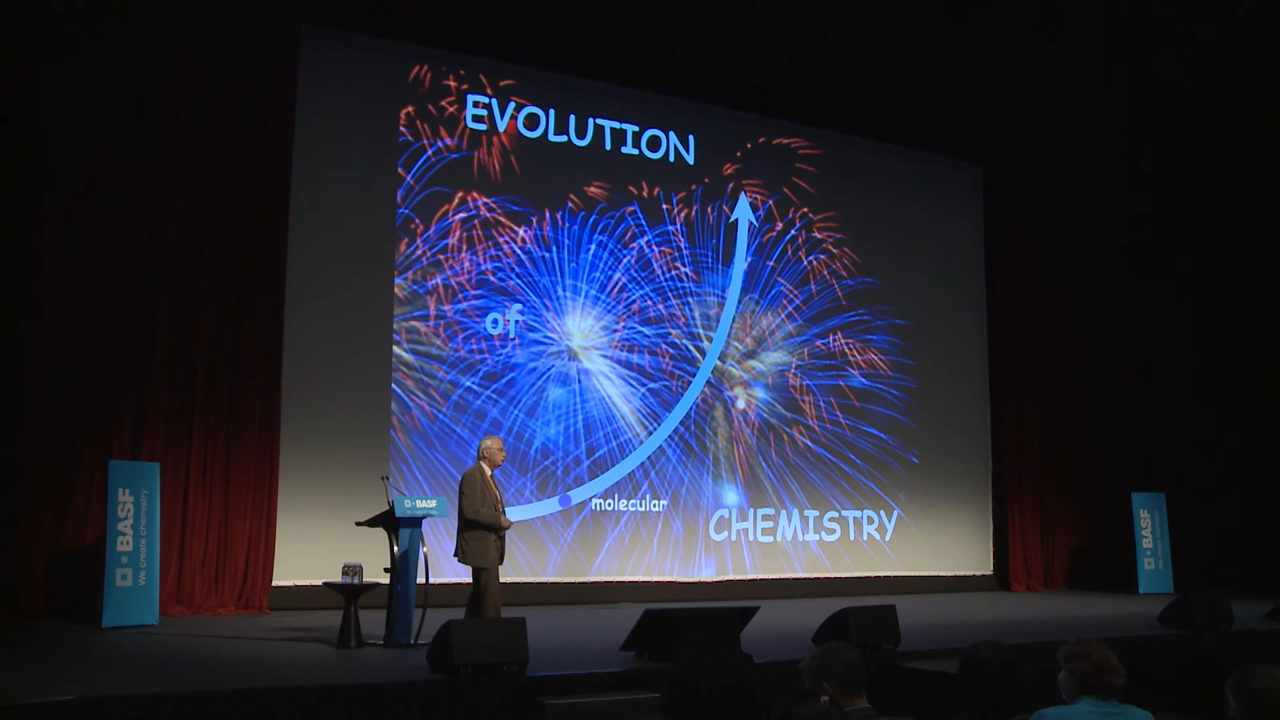 EVOLUTION
of
molecular
CHEMISTRY
BASF
We create chemistry
BASF
BASF
We create chemistry